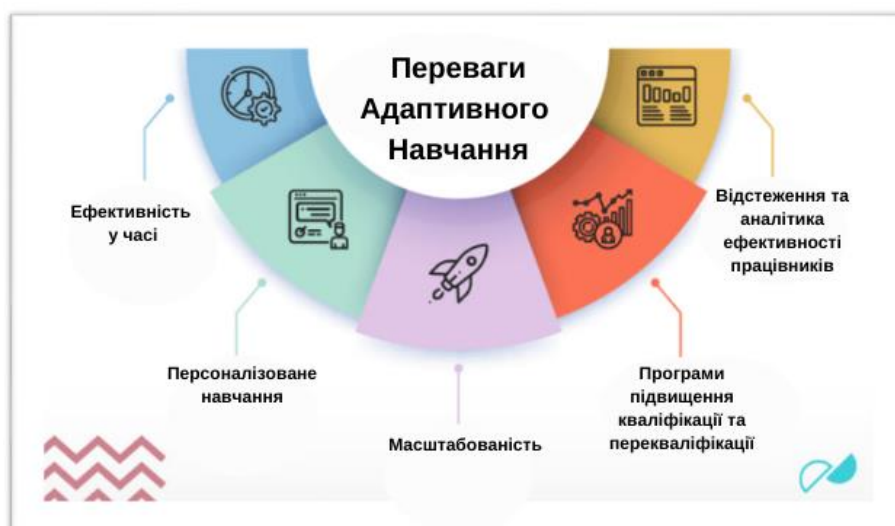 Переваги
Адаптивного
Навчання
Ефективність
у часі
Персоналізоване
навчання
Масштабованість
Програми
підвищення
кваліфікації та
перекваліфікації
Відстеження та
аналітика
ефективності
працівників